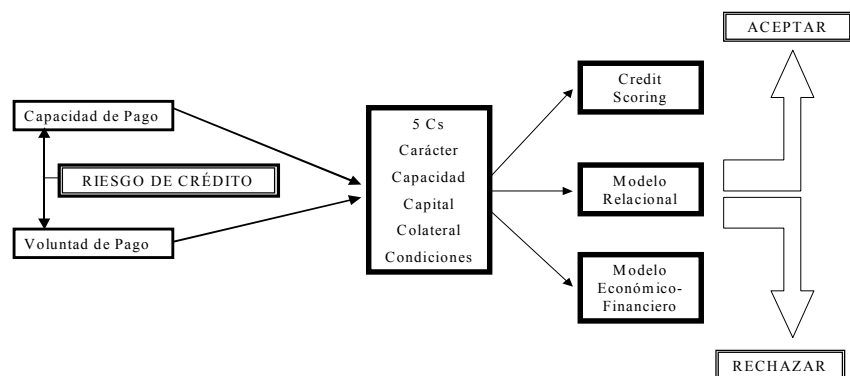 ACEPTAR
Credit
Scoring
Capacidad de Pago
5 Cs
Carácter
Capacidad
Capital
Colateral
Condiciones
RIESGO DE CRÉDITO
Modelo
Relacional
Voluntad de Pago
Modelo
Económico-
Financiero
RECHAZAR